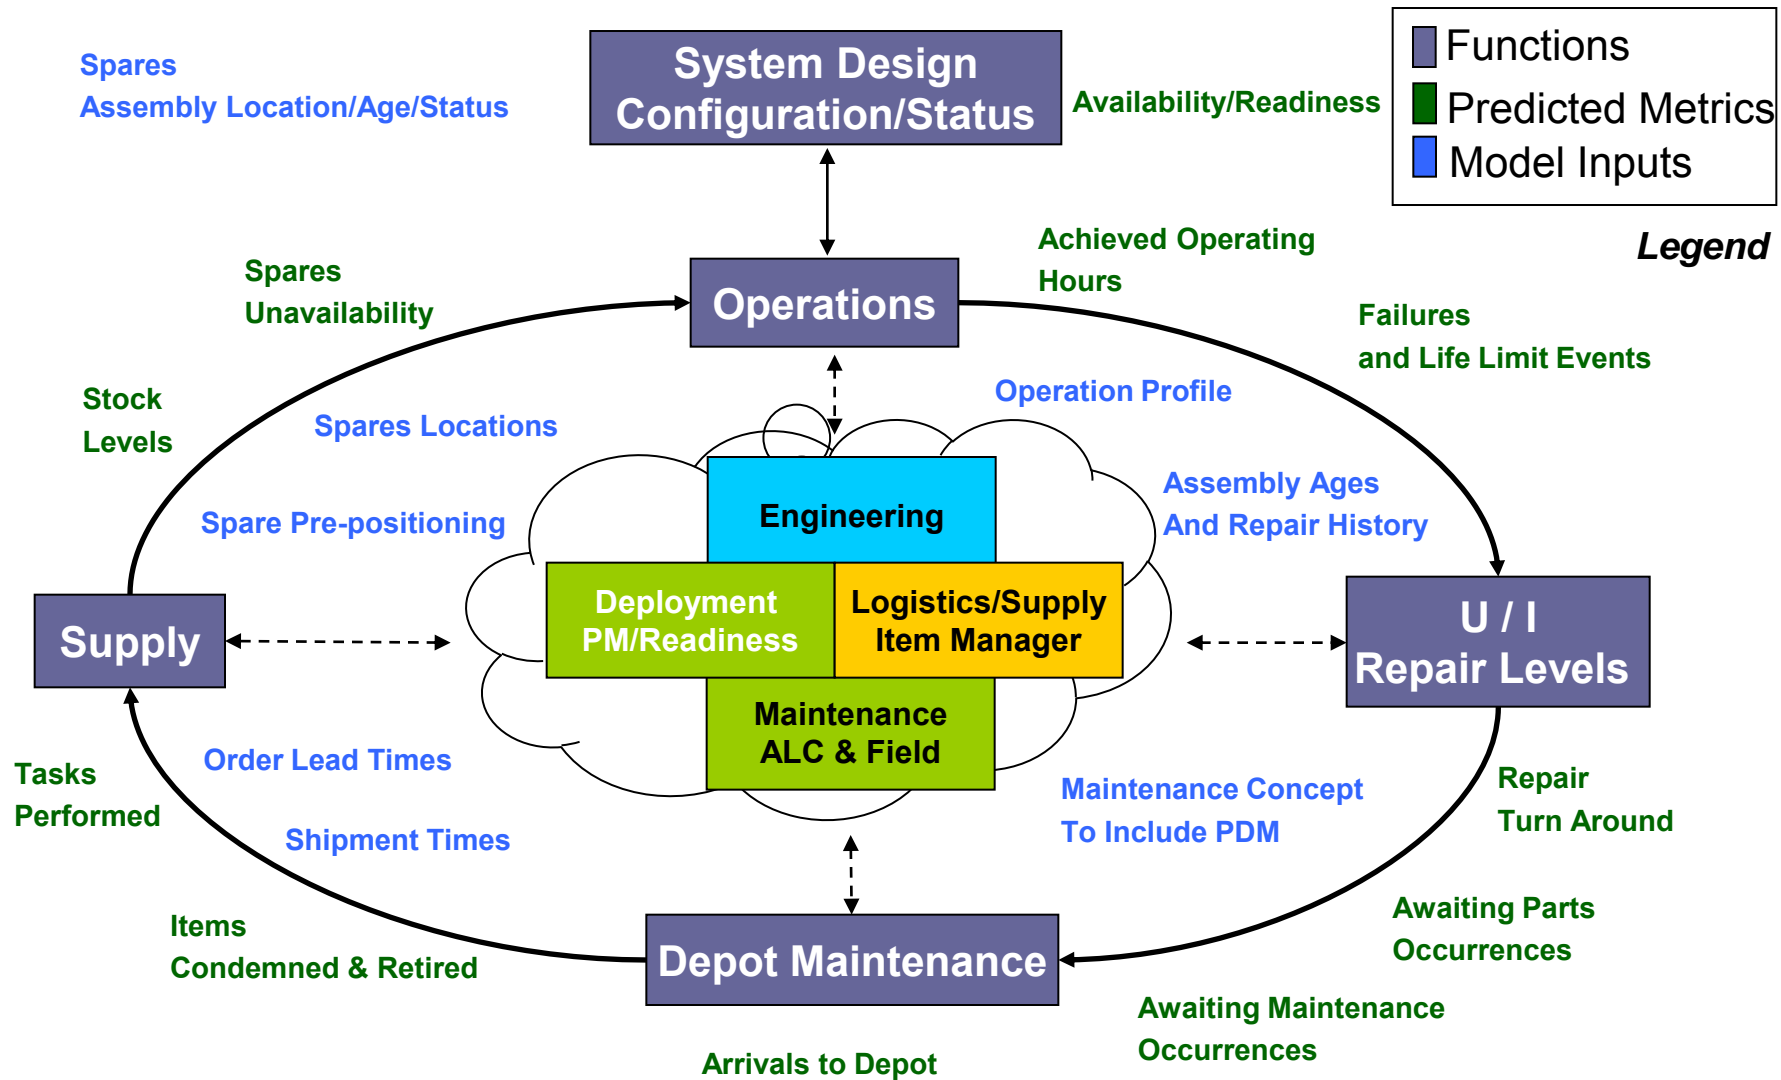 Spares
Assembly Location/Age/Status
System Design
Configuration/Status
Availability/Readiness
Functions
Predicted Metrics
Model Inputs
Legend
Achieved Operating
Hours
Spares
Unavailability
Operations
Failures
and Life Limit Events
Stock
Levels
Spares Locations
Operation Profile
Spare Pre-positioning
Engineering
Assembly Ages
And Repair History
Supply
Deployment
PM/Readiness
Logistics/Supply
Item Manager
U / I
Repair Levels
Maintenance
ALC & Field
Tasks
Performed
Order Lead Times
Shipment Times
Maintenance Concept
To Include PDM
Repair
Turn Around
Items
Condemned & Retired
Depot Maintenance
Awaiting Parts
Occurrences
Awaiting Maintenance
Occurrences
Arrivals to Depot